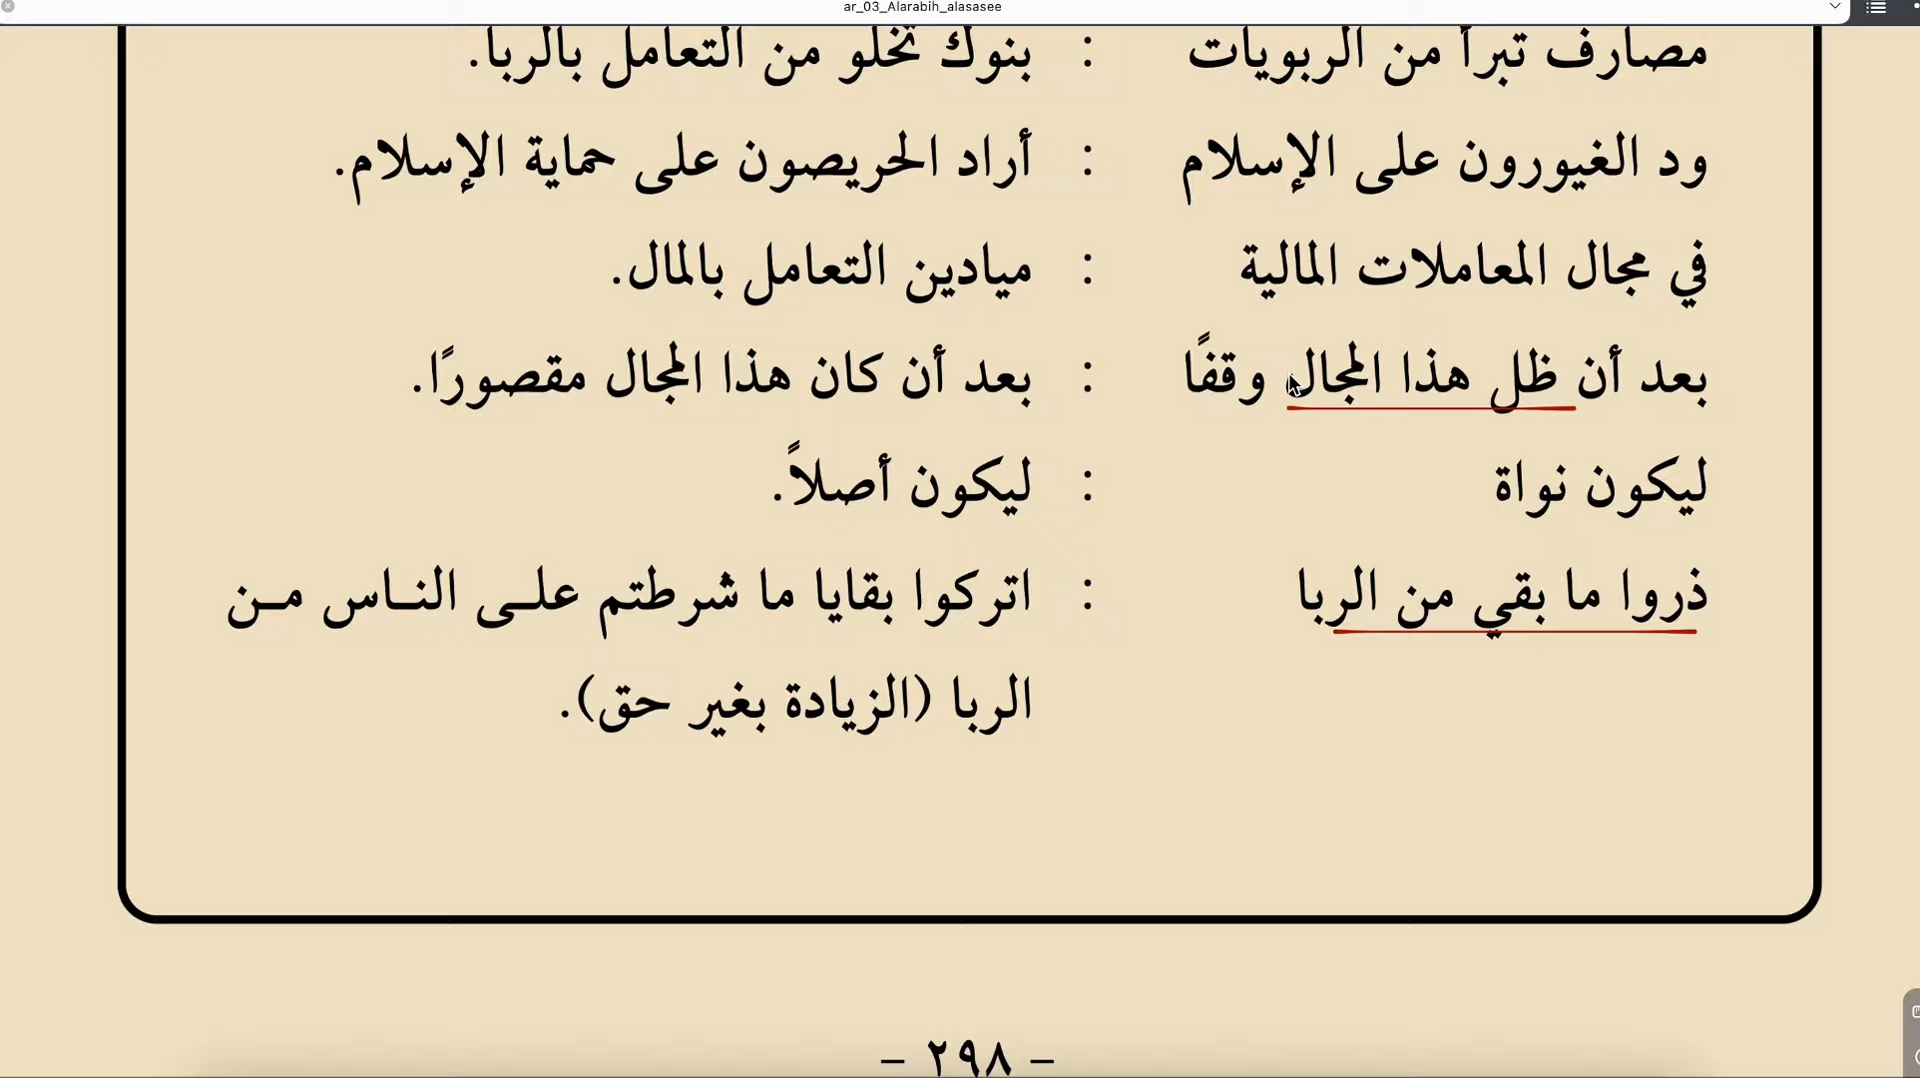 ar_03_Alarabih_alasasee
مصارف تبرأ من الربويات : بنوك تخلو من التعامل بالربا.
ود الغيورون على الإسلام : أراد الحريصون على حماية الإسلام.
في مجال المعاملات المالية : ميادين التعامل بالمال.
بعد أن ظل هذا المجال وقفًا : بعد أن كان هذا المجال مقصورًا.
ليكون نواة : ليكون أصلاً.
ذروا ما بقي من الربا : اتركوا بقايا ما شرطتم علـى النـاس مـن
الربا (الزيادة بغير حق).
- ٢٩٨ -